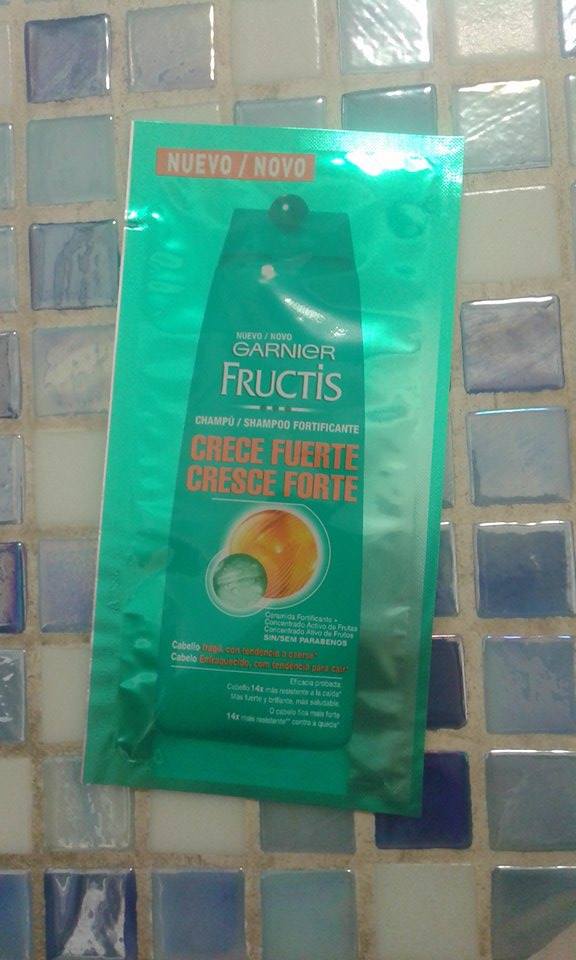 NUEVO / NOVO
NUEVO / NOVO
GARNIER
FRUCTIS
CHAMPÚ / SHAMPOO FORTIFICANTE
CRECE FUERTE
CRESCE FORTE
Ceramida Fortificante +
Concentrado Activo de Frutas
Concentrado Ativo de Frutos
SIN/SEM PARABENOS
Cabello frágil, con tendencia a caerse*
Cabelo Enfraquecido, com tendência para cair*
Eficacia probada:
Cabello 14x más resistente a la caída*
Más fuerte y brillante, más saludable.
O cabelo fica mais forte
14x mais resistente** contra a queda*